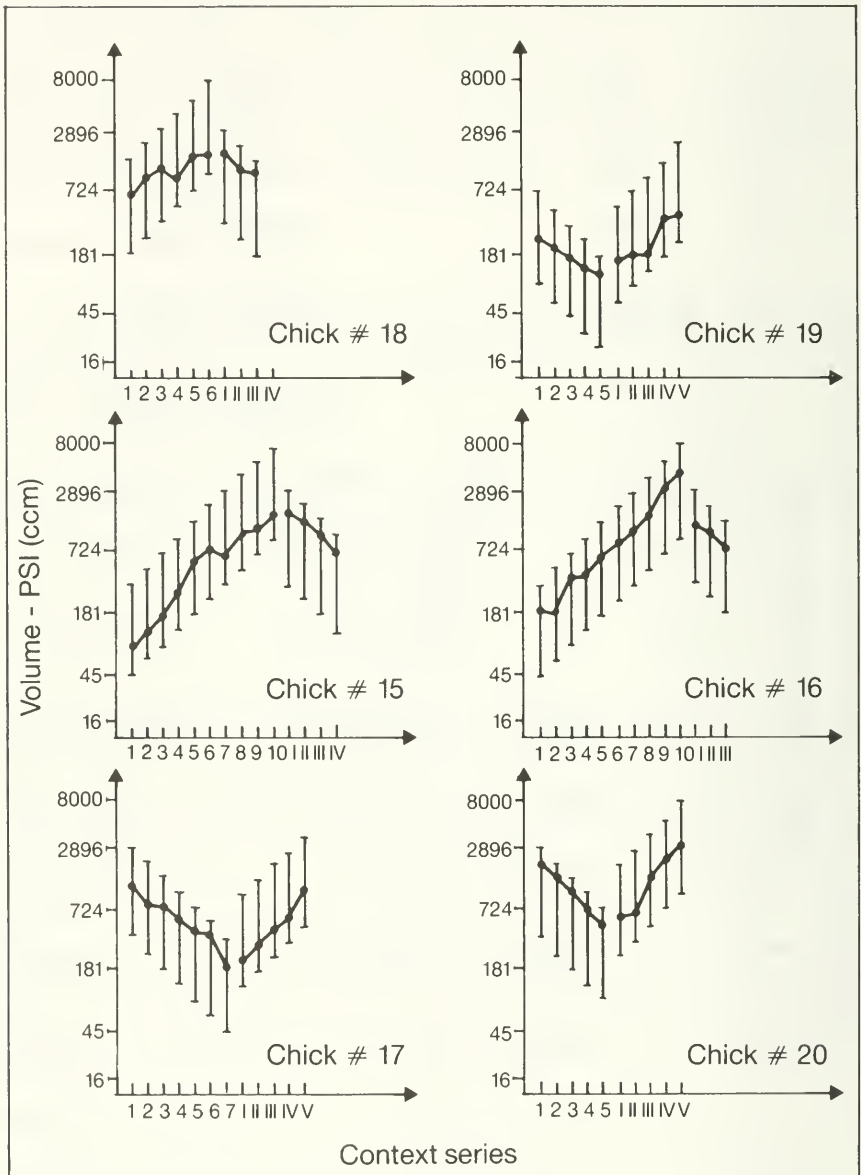 8000
2896
724
181
45
16
Chick # 18
1 2 3 4 5 6 I II III IV
8000
2896
724
181
45
16
Chick # 19
1 2 3 4 5 I II III IV V
Volume - PSI (ccm)
8000
2896
724
181
45
16
Chick # 15
1 2 3 4 5 6 7 8 9 10 I II III IV
8000
2896
724
181
45
16
Chick # 16
1 2 3 4 5 6 7 8 9 10 I II III
8000
2896
724
181
45
16
Chick # 17
1 2 3 4 5 6 7 I II III IV V
8000
2896
724
181
45
16
Chick # 20
1 2 3 4 5 I II III IV V
Context series